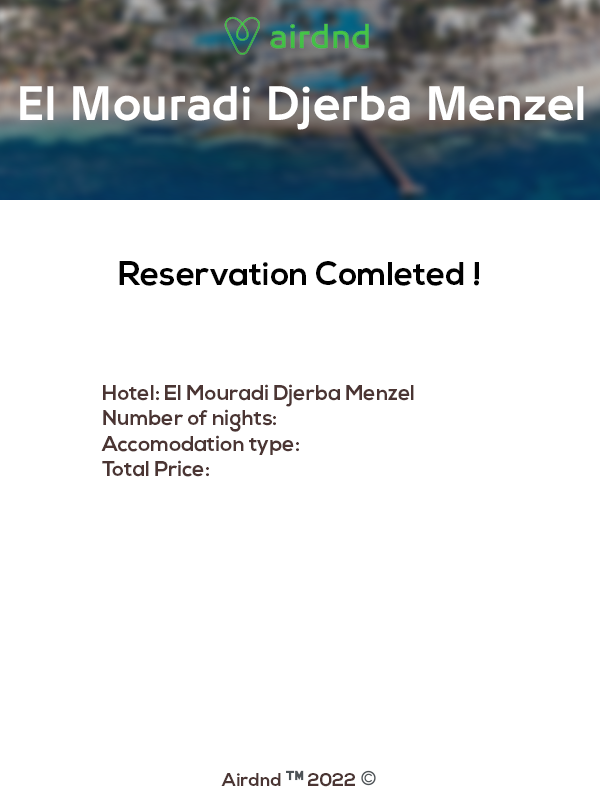 airdnd
El Mouradi Djerba Menzel
Reservation Comleted !
Hotel: El Mouradi Djerba Menzel
Number of nights:
Accomodation type:
Total Price:
Airdnd ™ 2022 ©